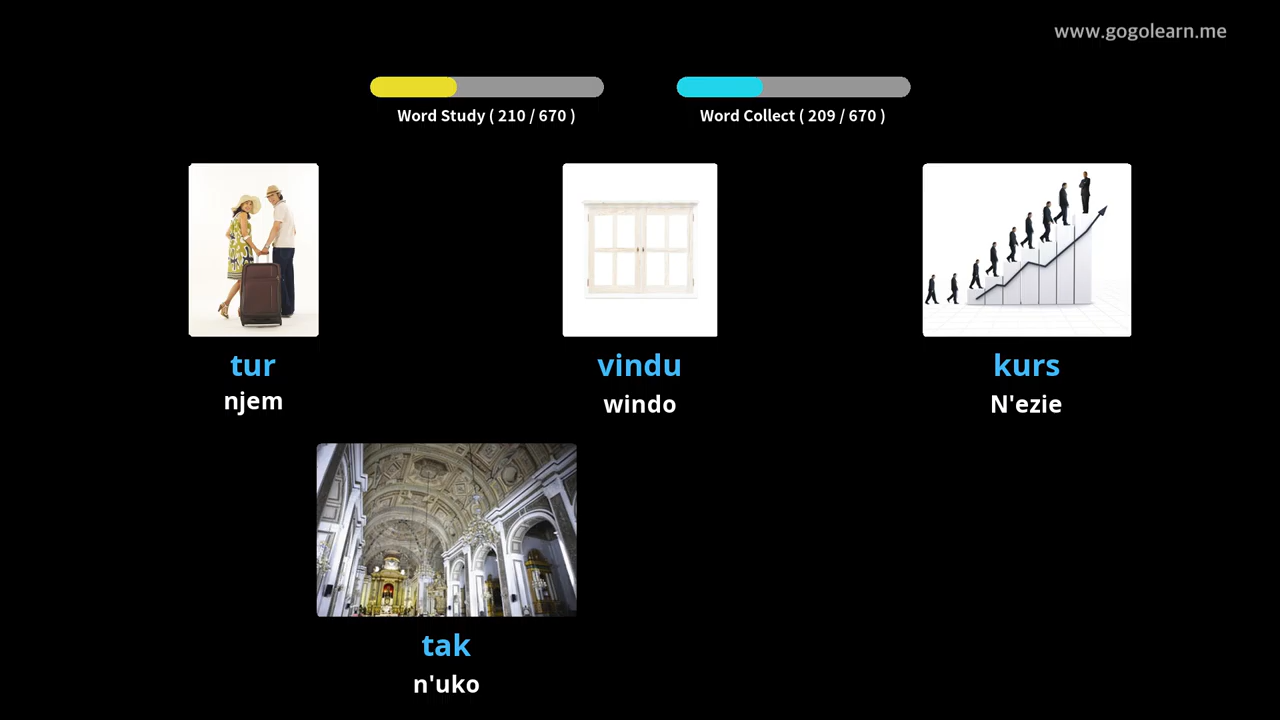 www.gogolearn.me
Word Study ( 210 / 670 )
Word Collect ( 209 / 670 )
tur
njem
vindu
windo
kurs
N'ezie
tak
n'uko